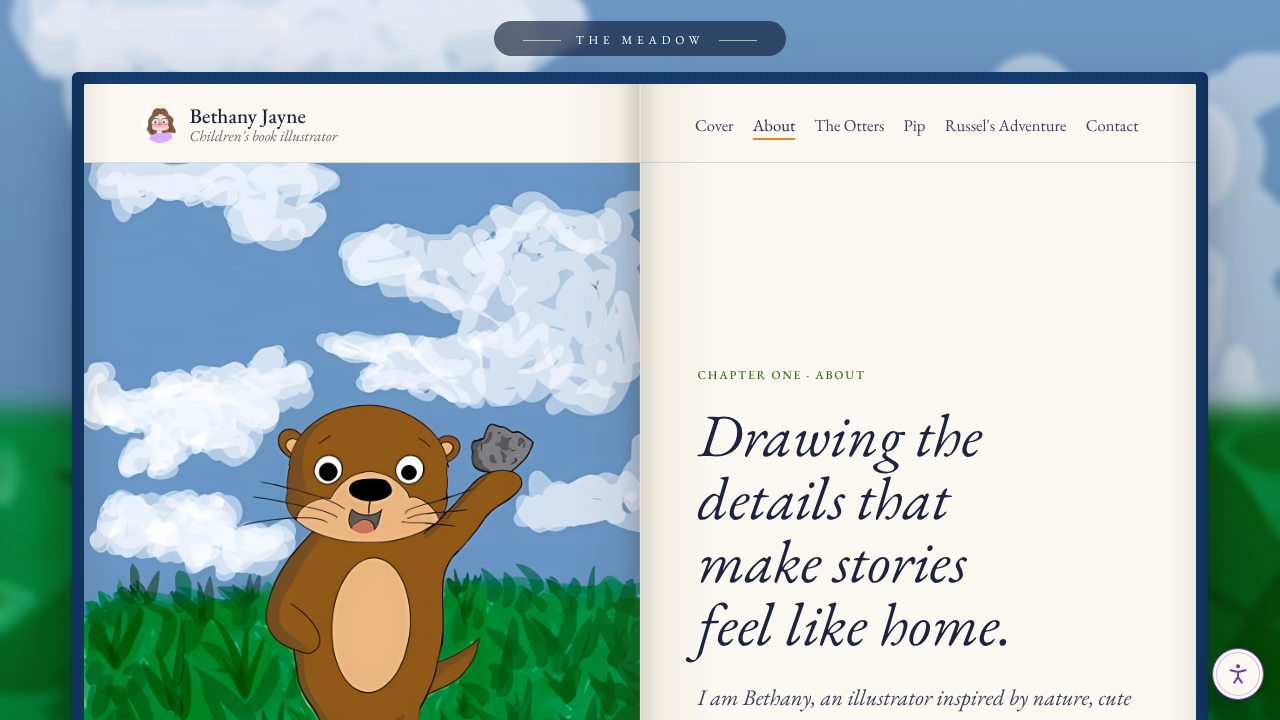 THE MEADOW
Bethany Jayne
Children's book illustrator
Cover About The Otters Pip Russel's Adventure Contact
CHAPTER ONE · ABOUT
Drawing the
details that
make stories
feel like home.
I am Bethany, an illustrator inspired by nature, cute